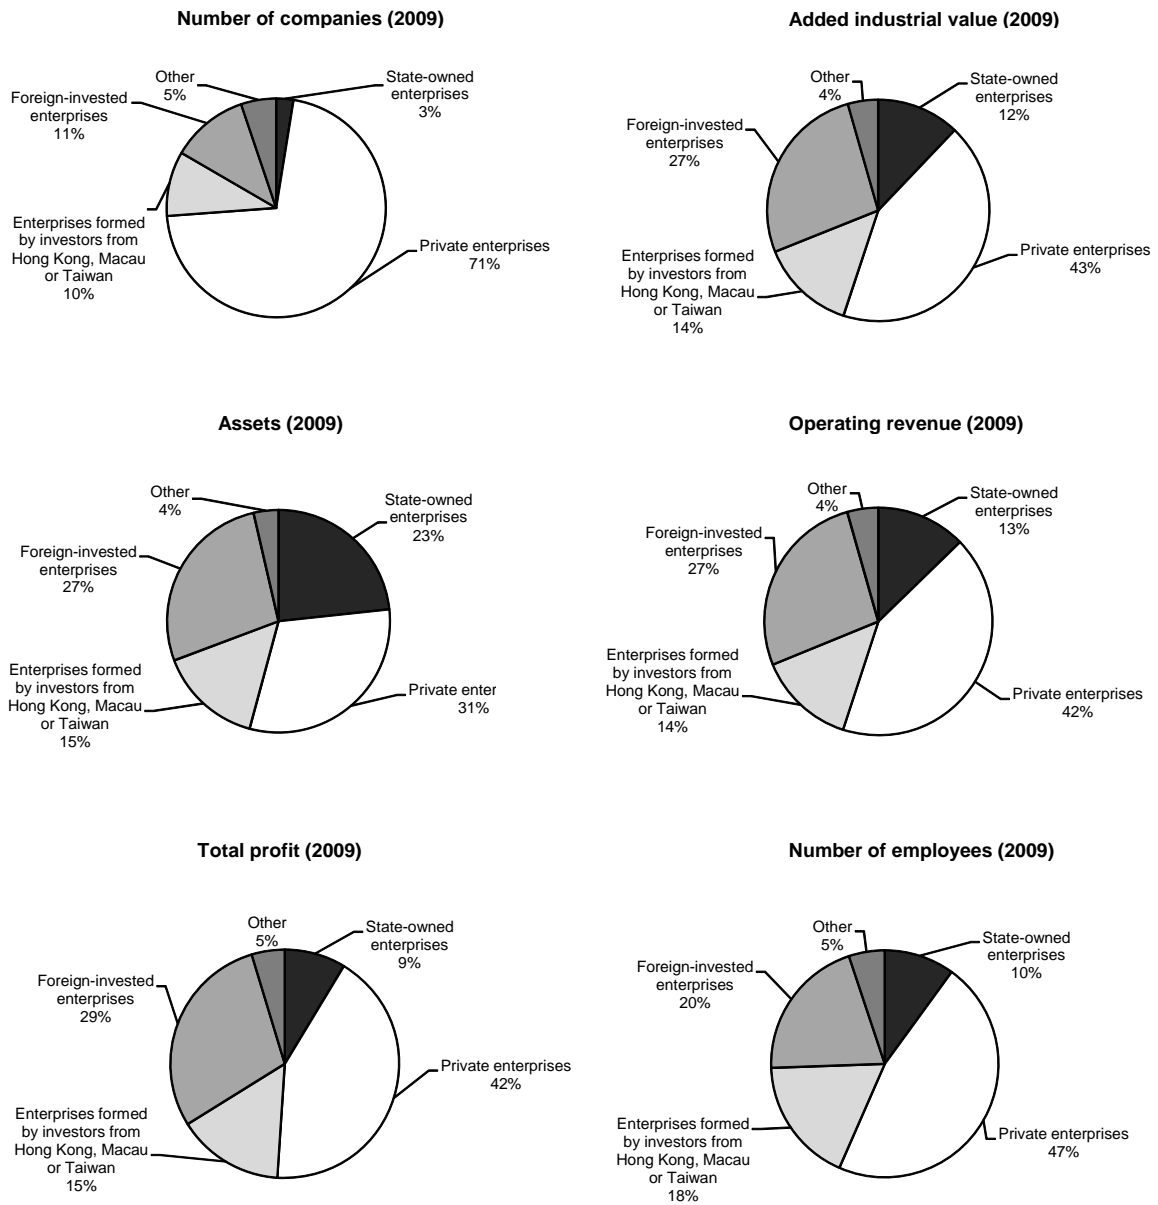 Number of companies (2009)
Other
5%
State-owned
enterprises
3%
Foreign-invested
enterprises
11%
Enterprises formed
by investors from
Hong Kong, Macau
or Taiwan
10%
Private enterprises
71%
Added industrial value (2009)
Other
4%
State-owned
enterprises
12%
Foreign-invested
enterprises
27%
Enterprises formed
by investors from
Hong Kong, Macau
or Taiwan
14%
Private enterprises
43%
Assets (2009)
Other
4%
State-owned
enterprises
23%
Foreign-invested
enterprises
27%
Enterprises formed
by investors from
Hong Kong, Macau
or Taiwan
15%
Private enter
31%
Operating revenue (2009)
Other
4%
State-owned
enterprises
13%
Foreign-invested
enterprises
27%
Enterprises formed
by investors from
Hong Kong, Macau
or Taiwan
14%
Private enterprises
42%
Total profit (2009)
Other
5%
State-owned
enterprises
9%
Foreign-invested
enterprises
29%
Enterprises formed
by investors from
Hong Kong, Macau
or Taiwan
15%
Private enterprises
42%
Number of employees (2009)
Other
5%
State-owned
enterprises
10%
Foreign-invested
enterprises
20%
Enterprises formed
by investors from
Hong Kong, Macau
or Taiwan
18%
Private enterprises
47%